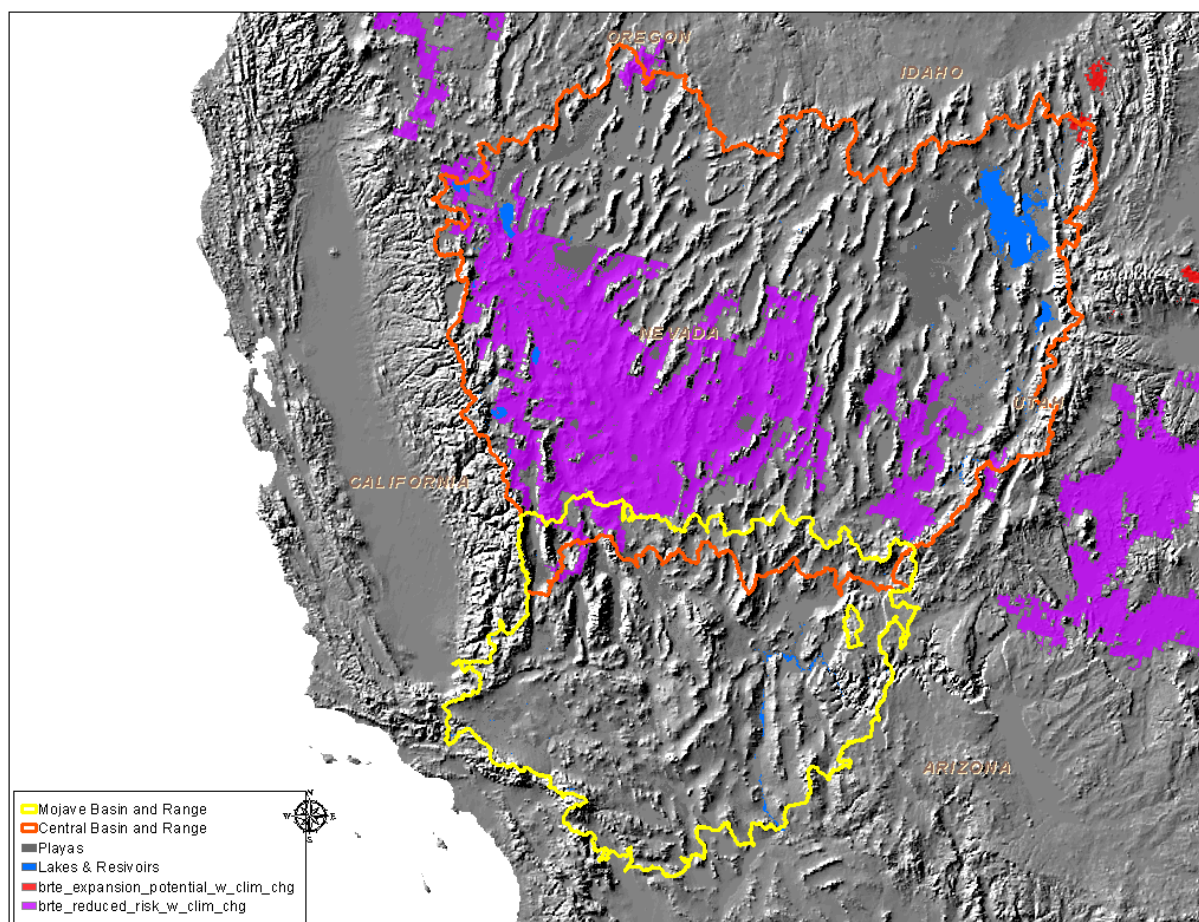 OREGON
IDAHO
NEVADA
UTAH
CALIFORNIA
ARIZONA
N
W E
S
Mojave Basin and Range
Central Basin and Range
Playas
Lakes & Resivoirs
brte_expansion_potential_w_clim_chg
brte_reduced_risk_w_clim_chg